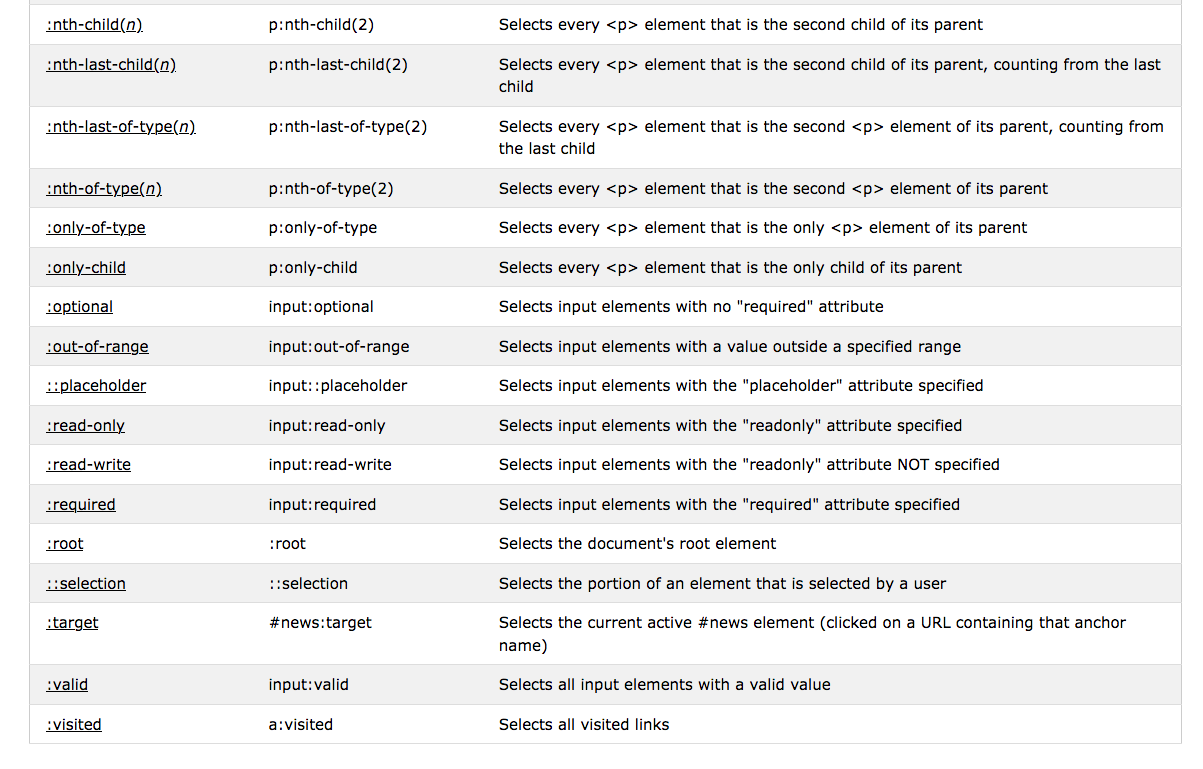 :nth-child(n) p:nth-child(2) Selects every <p> element that is the second child of its parent
:nth-last-child(n) p:nth-last-child(2) Selects every <p> element that is the second child of its parent, counting from the last
child
:nth-last-of-type(n) p:nth-last-of-type(2) Selects every <p> element that is the second <p> element of its parent, counting from
the last child
:nth-of-type(n) p:nth-of-type(2) Selects every <p> element that is the second <p> element of its parent
:only-of-type p:only-of-type Selects every <p> element that is the only <p> element of its parent
:only-child p:only-child Selects every <p> element that is the only child of its parent
:optional input:optional Selects input elements with no "required" attribute
:out-of-range input:out-of-range Selects input elements with a value outside a specified range
::placeholder input::placeholder Selects input elements with the "placeholder" attribute specified
:read-only input:read-only Selects input elements with the "readonly" attribute specified
:read-write input:read-write Selects input elements with the "readonly" attribute NOT specified
:required input:required Selects input elements with the "required" attribute specified
:root :root Selects the document's root element
::selection ::selection Selects the portion of an element that is selected by a user
:target #news:target Selects the current active #news element (clicked on a URL containing that anchor
name)
:valid input:valid Selects all input elements with a valid value
:visited a:visited Selects all visited links